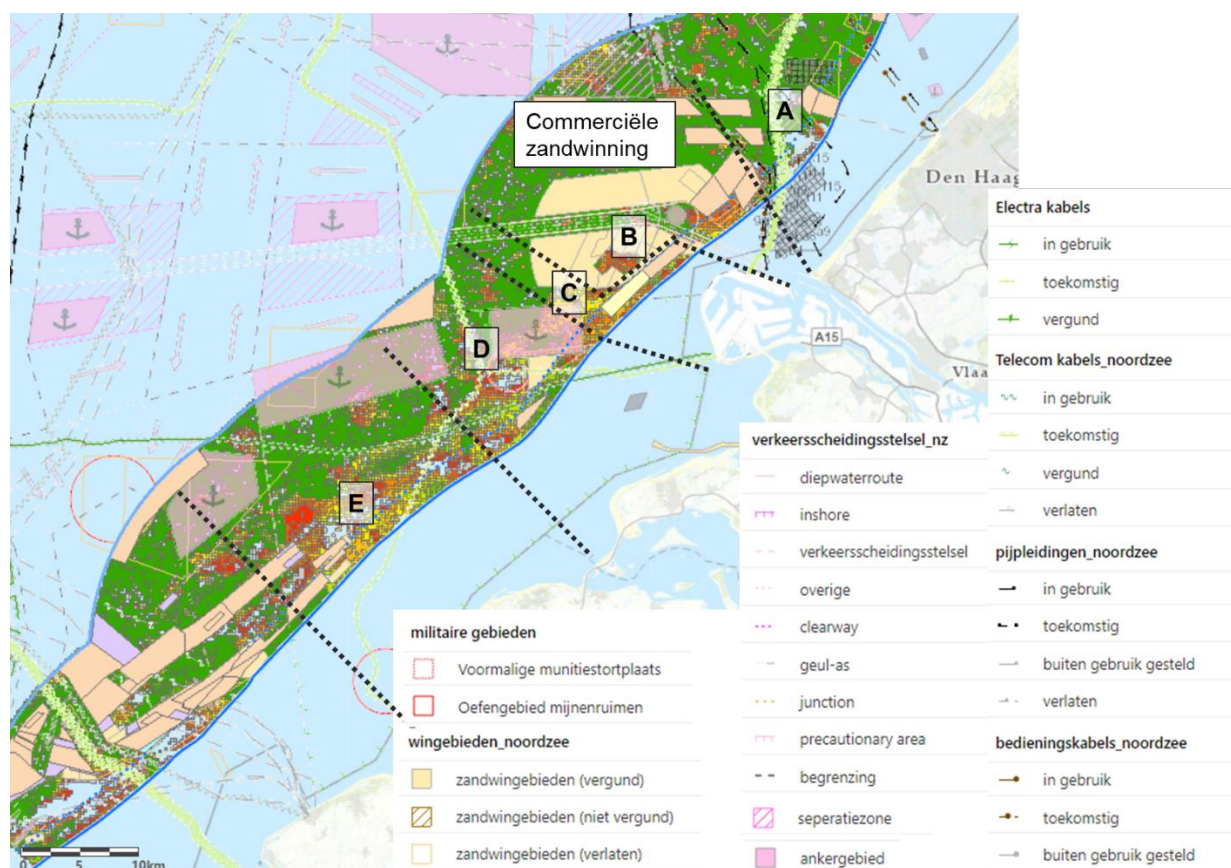 A
Commerciële
zandwinning
Den Haag
B
C
D
A15
Vlaa
E
0 5 10km
militaire gebieden
Voormalige munitiestortplaats
Oefengebied mijnenruimen
wingebieden_noordzee
zandwingebieden (vergund)
zandwingebieden (niet vergund)
zandwingebieden (verlaten)
verkeersscheidingsstelsel_nz
diepwaterroute
inshore
verkeersscheidingsstelsel
overige
clearway
geul-as
junction
precautionary area
begrenzing
seperatiezone
ankergebied
Electra kabels
in gebruik
toekomstig
vergund
Telecom kabels_noordzee
in gebruik
toekomstig
vergund
verlaten
pijpleidingen_noordzee
in gebruik
toekomstig
buiten gebruik gesteld
verlaten
bedieningskabels_noordzee
in gebruik
toekomstig
buiten gebruik gesteld